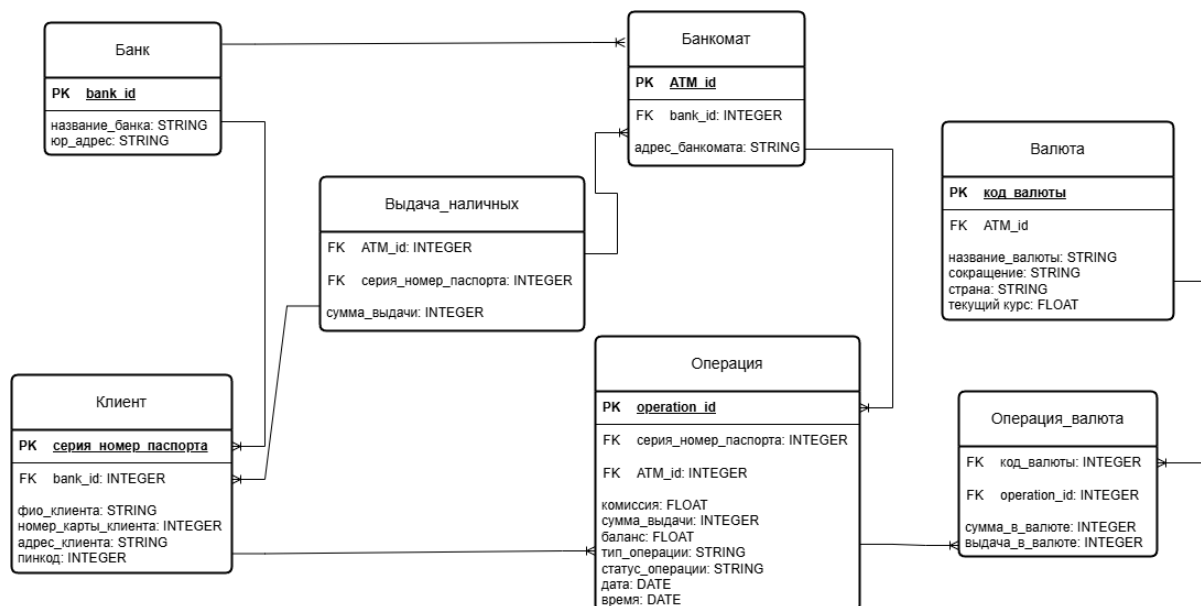 Банк
PK bank_id
название_банка: STRING
юр_адрес: STRING
Банкомат
PK ATM_id
FK bank_id: INTEGER
адрес_банкомата: STRING
Валюта
PK код_валюты
FK ATM_id
название_валюты: STRING
сокращение: STRING
страна: STRING
текущий курс: FLOAT
Выдача_наличных
FK ATM_id: INTEGER
FK серия_номер_паспорта: INTEGER
сумма_выдачи: INTEGER
Клиент
PK серия_номер_паспорта
FK bank_id: INTEGER
фио_клиента: STRING
номер_карты_клиента: INTEGER
адрес_клиента: STRING
пинкод: INTEGER
Операция
PK operation_id
FK серия_номер_паспорта: INTEGER
FK ATM_id: INTEGER
комиссия: FLOAT
сумма_выдачи: INTEGER
баланс: FLOAT
тип_операции: STRING
статус_операции: STRING
дата: DATE
время: DATE
Операция_валюта
FK код_валюты: INTEGER
FK operation_id: INTEGER
сумма_в_валюте: INTEGER
выдача_в_валюте: INTEGER